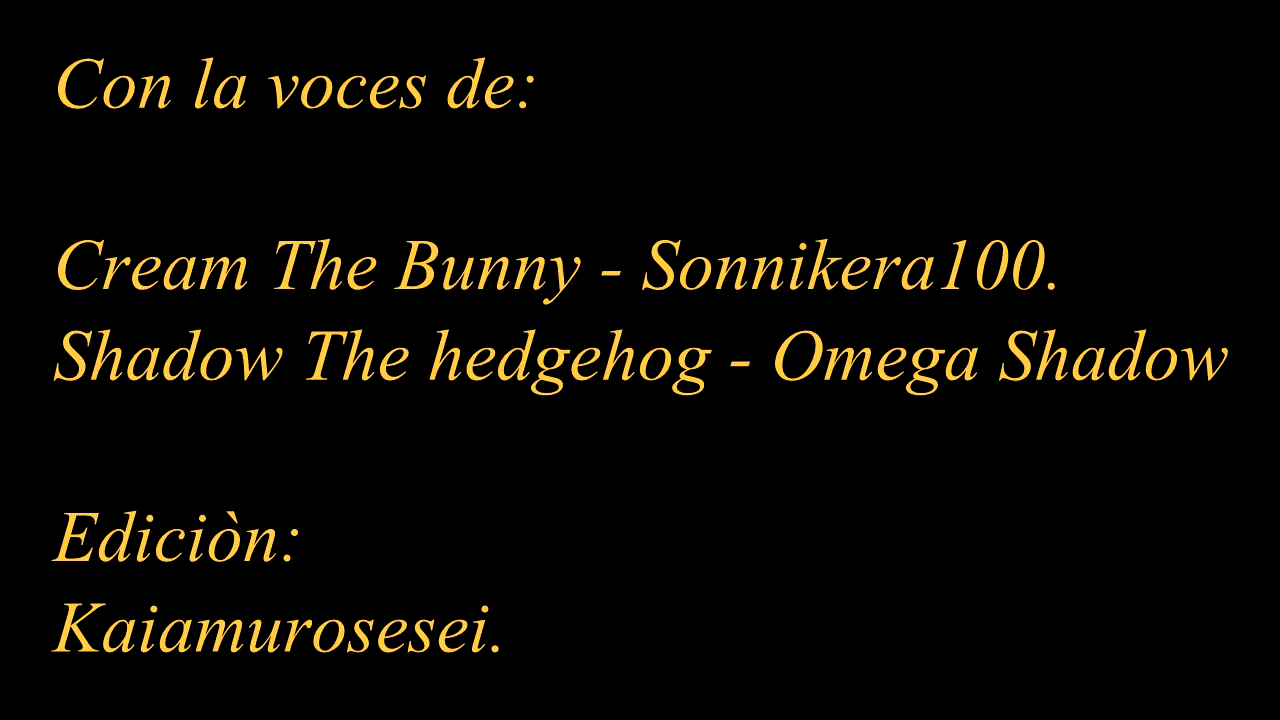 Con la voces de:
Cream The Bunny - Sonnikera100.
Shadow The hedgehog - Omega Shadow
Ediciòn:
Kaiamurosesei.